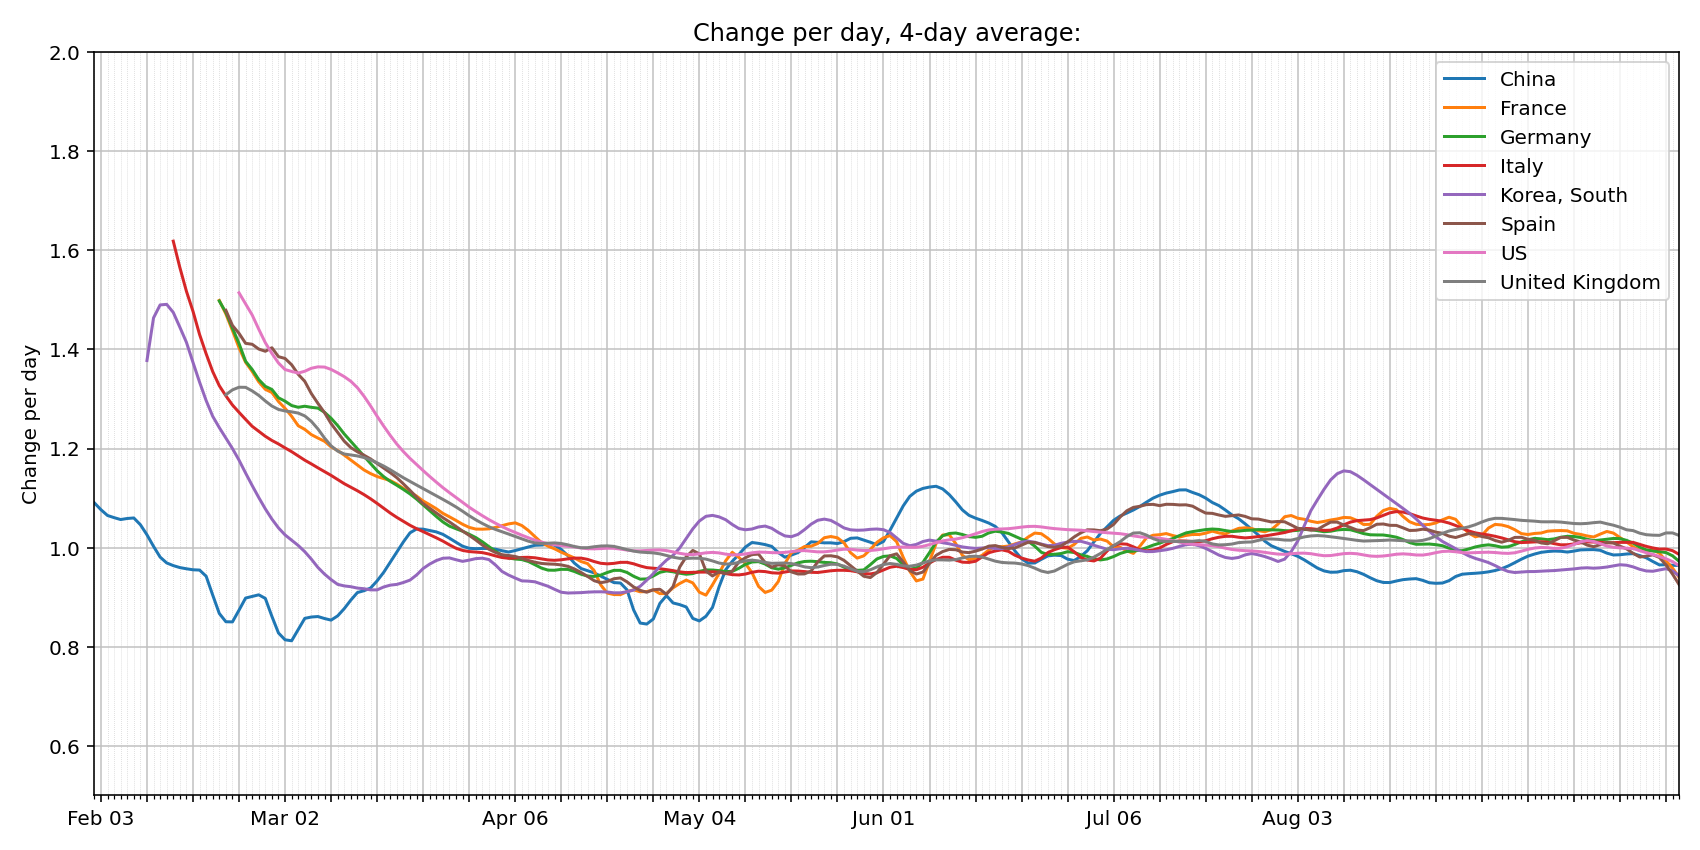 Change per day, 4-day average:
2.0
1.8
1.6
1.4
1.2
1.0
0.8
0.6
Change per day
China
France
Germany
Italy
Korea, South
Spain
US
United Kingdom
Feb 03 Mar 02 Apr 06 May 04 Jun 01 Jul 06 Aug 03